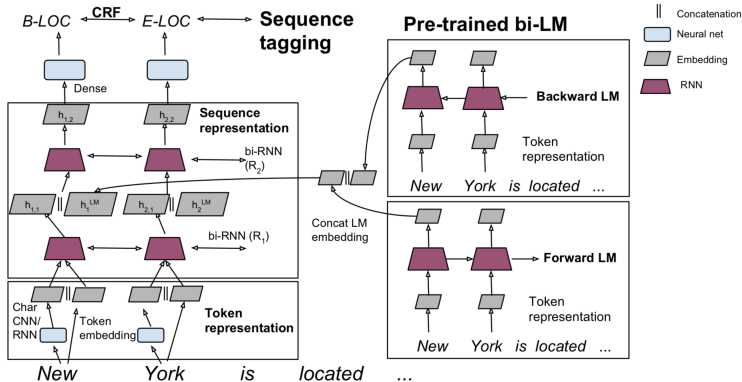 B-LOC CRF E-LOC
Sequence
tagging
Pre-trained bi-LM
|| Concatenation
Neural net
Embedding
RNN
Dense
h1,2
h2,2
Sequence
representation
bi-RNN
(R2)
h1,1 || h1LM
h2,1 || h2LM
bi-RNN (R1)
||
||
Char
CNN/
RNN
Token
embedding
Token
representation
New York is located ...
||
Concat LM
embedding
Backward LM
Token
representation
New York is located ...
Forward LM
Token
representation
New York is located ...